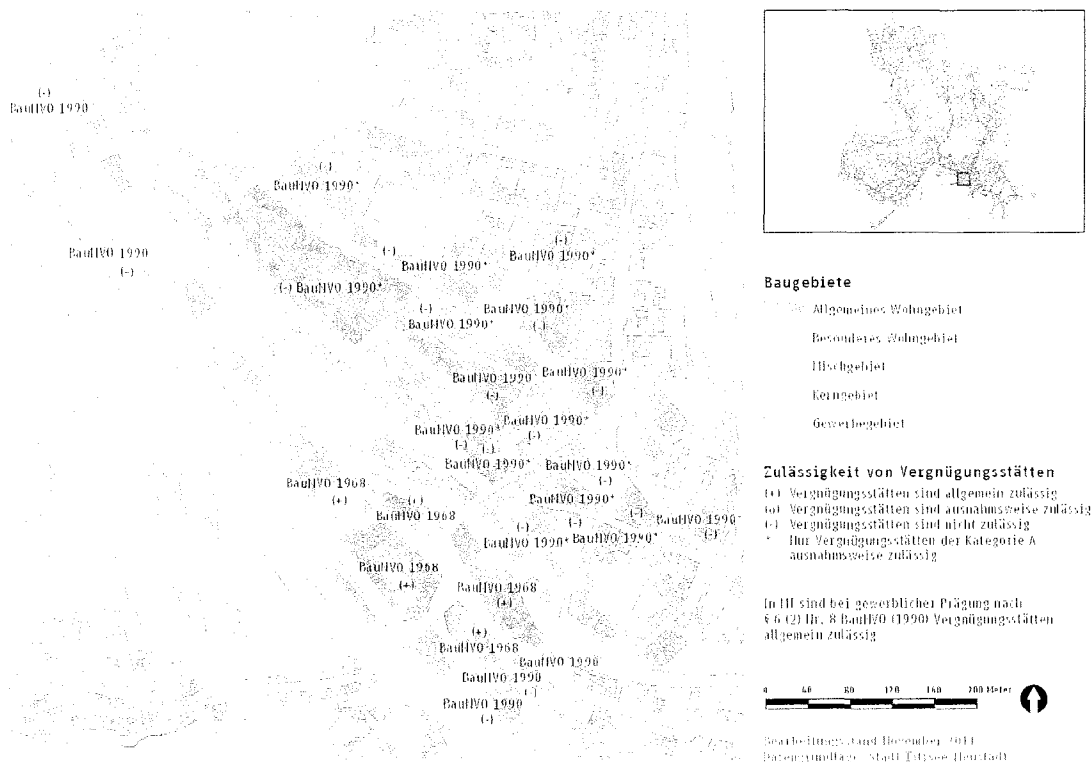 (-)
BauNVO 1990
(-)
BauNVO 1990*
BauNVO 1990
(-)
(-)
BauNVO 1990*
(-)
BauNVO 1990*
(-) BauNVO 1990*
(-)
BauNVO 1990*
BauNVO 1990*
(-)
BauNVO 1990
(-)
BauNVO 1990*
(-)
BauNVO 1990*
(-)
BauNVO 1990*
(-)
(-)
BauNVO 1990*
BauNVO 1990*
(-)
BauNVO 1968
(+)
(+)
BauNVO 1968
BauNVO 1990*
(-)
(-)
BauNVO 1990*
(-)
BauNVO 1990*
(-)
BauNVO 1990*
(-)
BauNVO 1968
(+)
BauNVO 1968
(+)
(+)
BauNVO 1968
BauNVO 1990
BauNVO 1990
(-)
BauNVO 1990
(-)
Baugebiete
Allgemeines Wohngebiet
Besonderes Wohngebiet
Mischgebiet
Kerngebiet
Gewerbegebiet
Zulässigkeit von Vergnügungsstätten
(+) Vergnügungsstätten sind allgemein zulässig
(o) Vergnügungsstätten sind ausnahmsweise zulässig
(-) Vergnügungsstätten sind nicht zulässig
* Nur Vergnügungsstätten der Kategorie A
ausnahmsweise zulässig
In MI sind bei gewerblicher Prägung nach
§ 6 (2) Nr. 8 BauNVO (1990) Vergnügungsstätten
allgemein zulässig
0 40 80 120 160 200 Meter
Bearbeitungsstand November 2011
Datengrundlage: Stadt Titisee-Neustadt